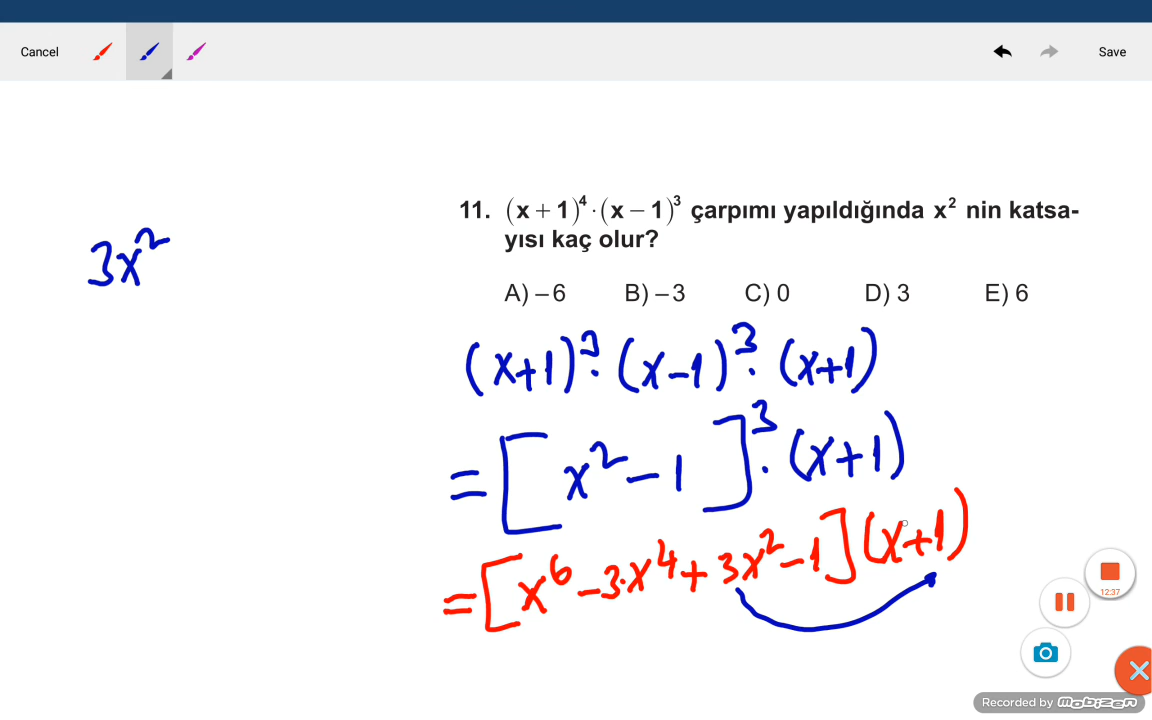 Cancel Save
11. (x + 1)⁴ · (x – 1)³ çarpımı yapıldığında x² nin katsa-
yısı kaç olur?
A) – 6 B) – 3 C) 0 D) 3 E) 6
3x²
(x+1)³ · (x-1)³ · (x+1)
= [x² - 1]³ · (x+1)
= [x⁶ - 3·x⁴ + 3x² - 1] (x+1)
12:37
Recorded by mobizen